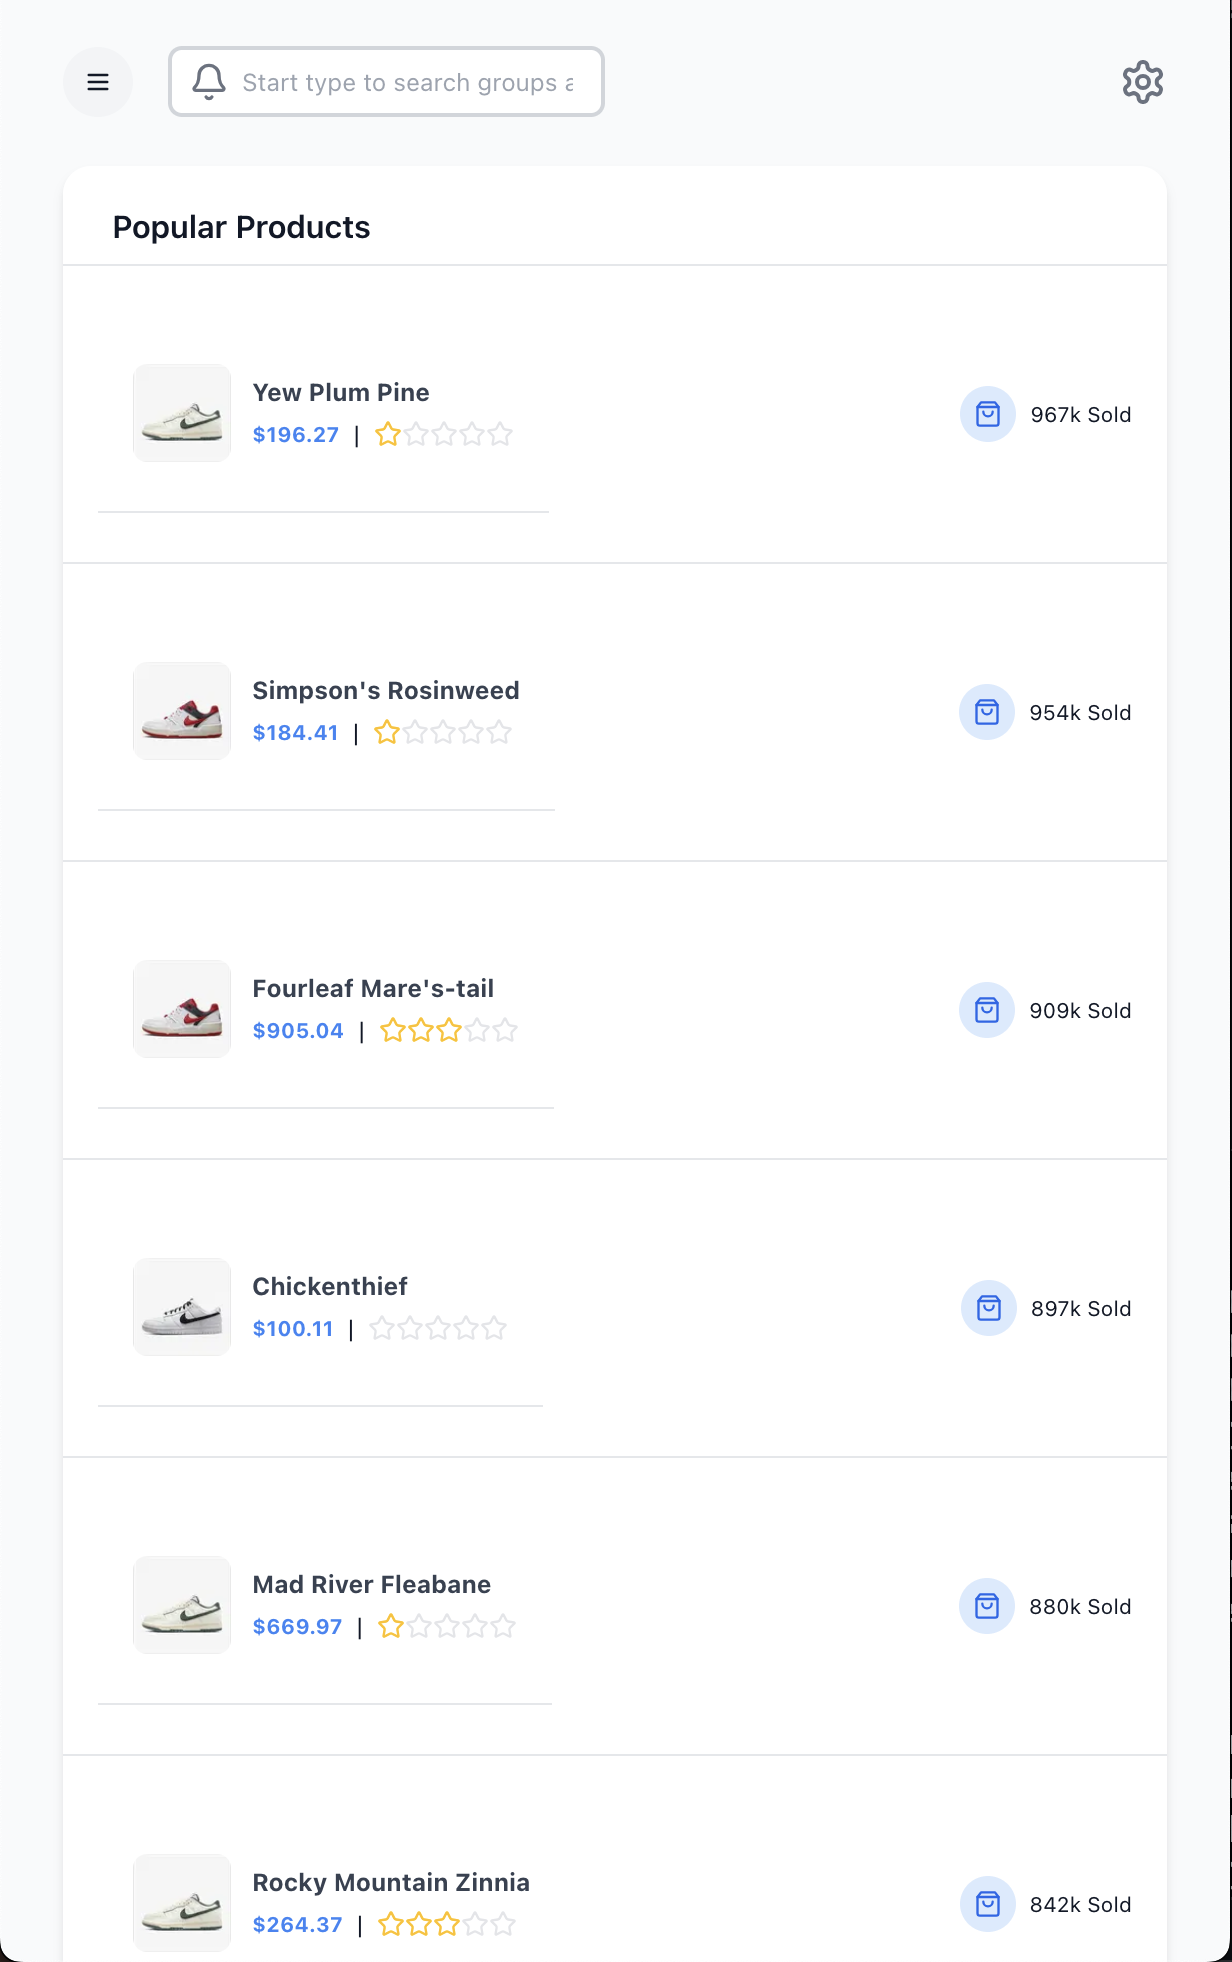 Start type to search groups a
Popular Products
Yew Plum Pine
$196.27 |
967k Sold
Simpson's Rosinweed
$184.41 |
954k Sold
Fourleaf Mare's-tail
$905.04 |
909k Sold
Chickenthief
$100.11 |
897k Sold
Mad River Fleabane
$669.97 |
880k Sold
Rocky Mountain Zinnia
$264.37 |
842k Sold